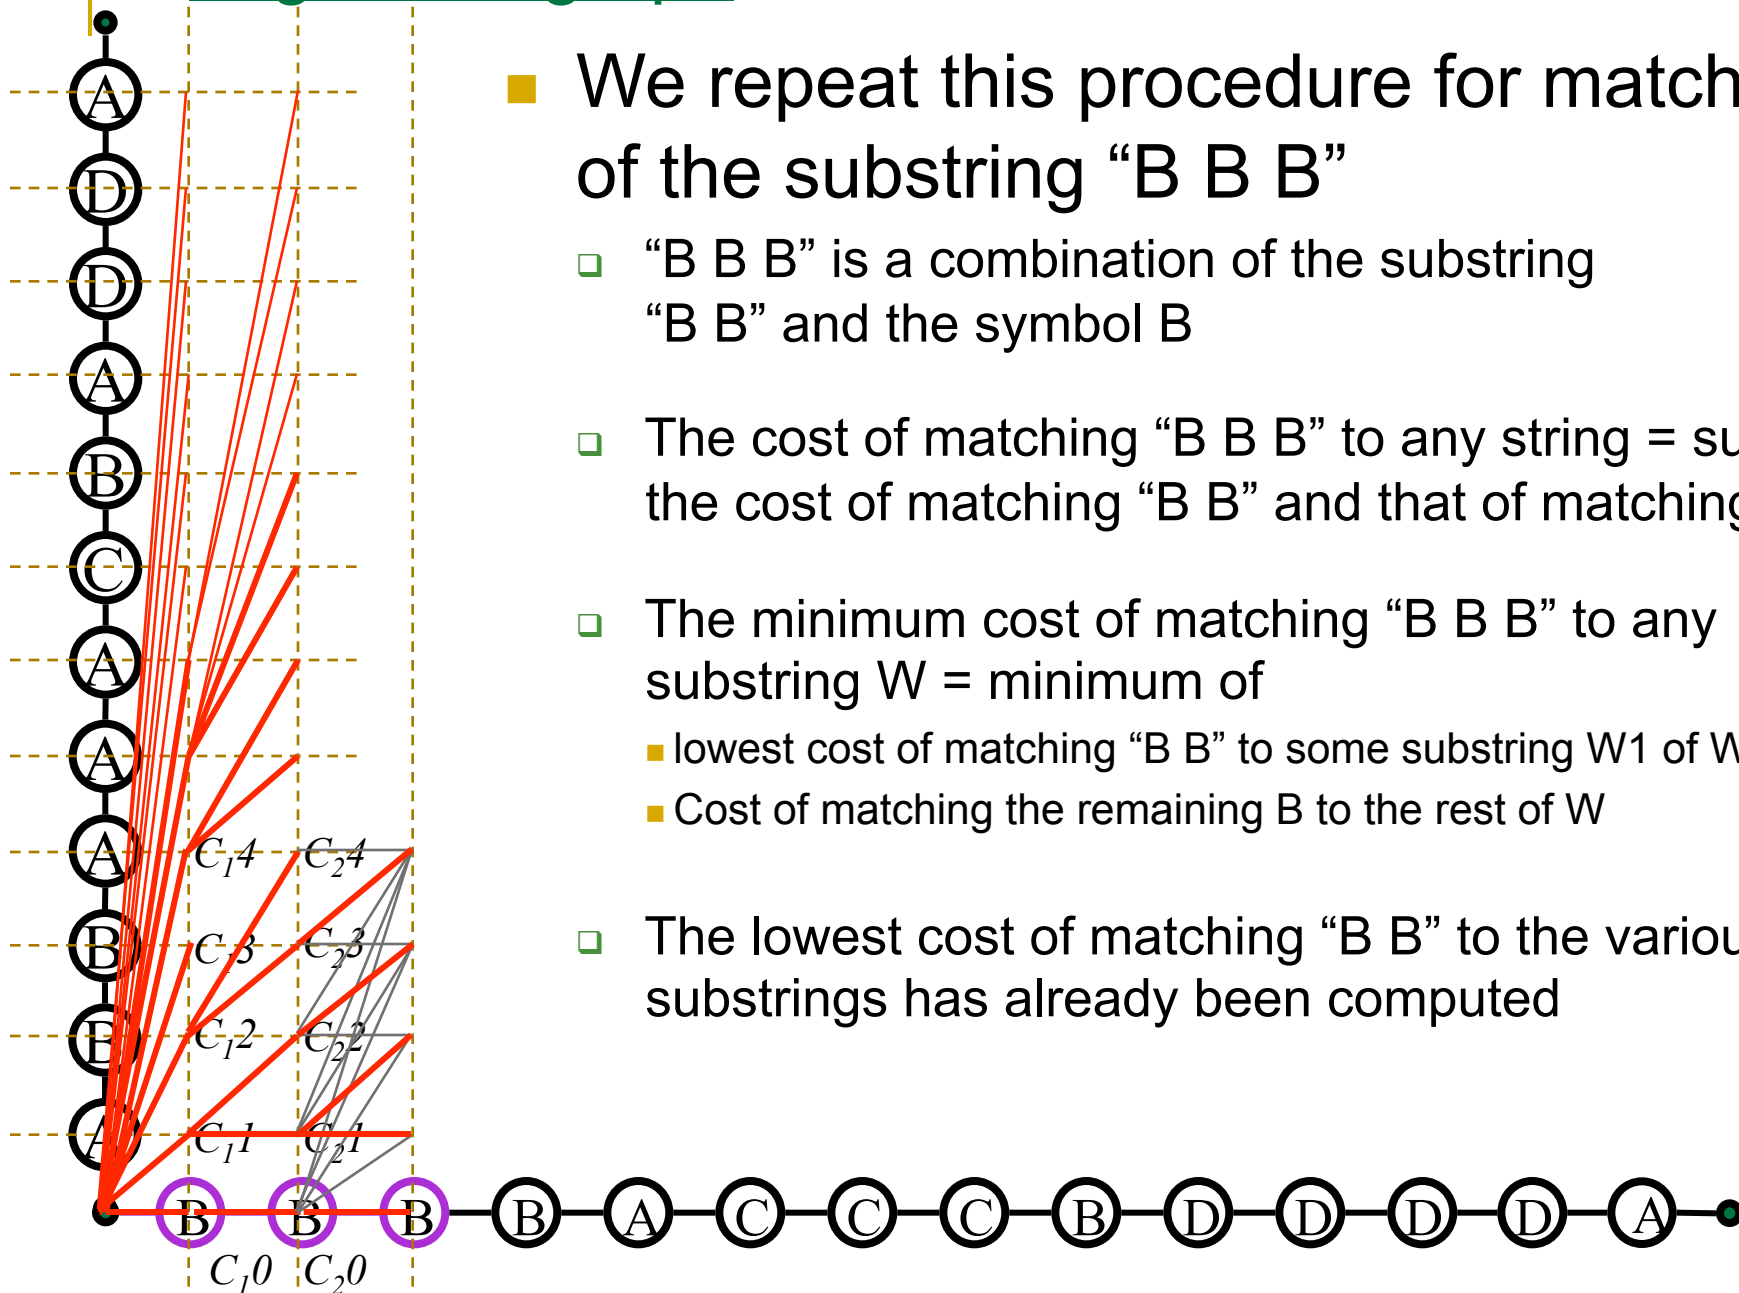 We repeat this procedure for match
of the substring “B B B”
“B B B” is a combination of the substring
“B B” and the symbol B
The cost of matching “B B B” to any string = su
the cost of matching “B B” and that of matching
The minimum cost of matching “B B B” to any
substring W = minimum of
lowest cost of matching “B B” to some substring W1 of W
Cost of matching the remaining B to the rest of W
The lowest cost of matching “B B” to the variou
substrings has already been computed
A
D
D
A
B
C
A
A
A C₁4 C₂4
B C₁3 C₂3
B C₁2 C₂2
A C₁1 C₂1
B B B B A C C C B D D D D A
C₁0 C₂0